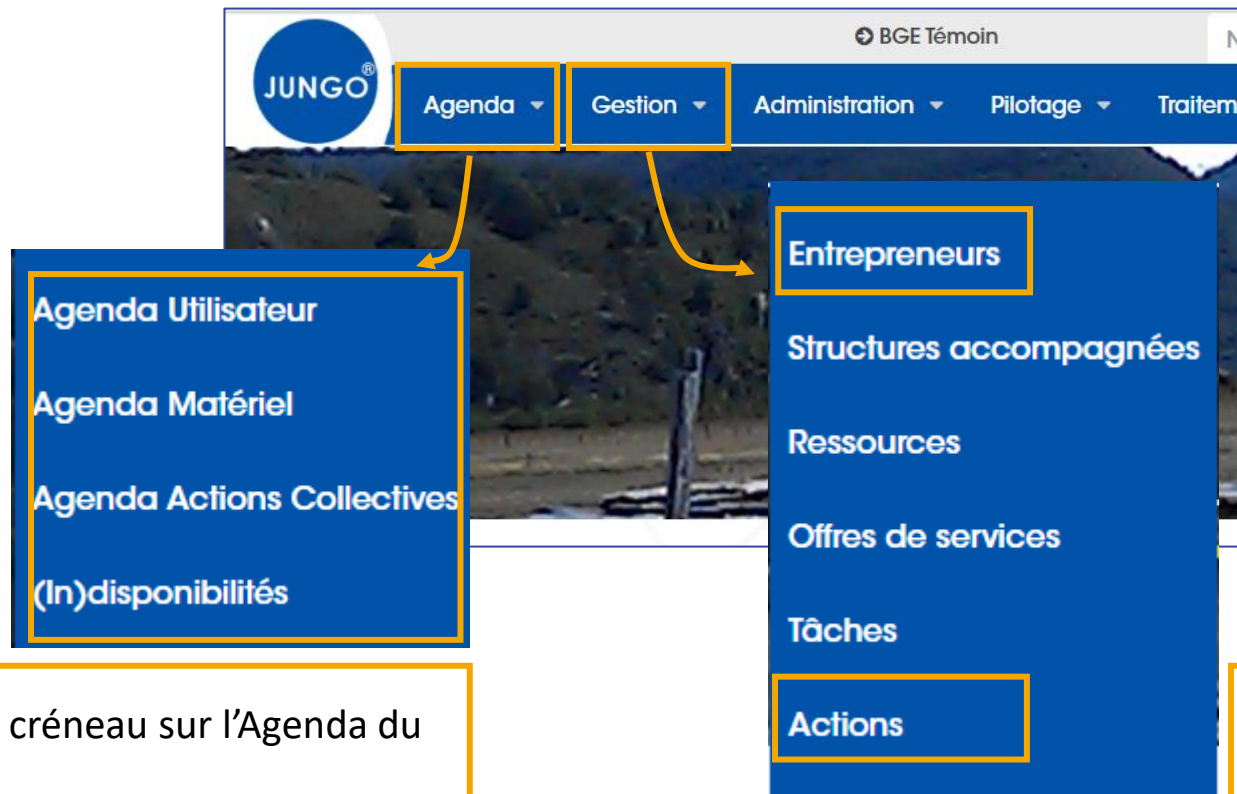 BGE Témoin
N
JUNGO®
Agenda
Gestion
Administration
Pilotage
Traitem
Agenda Utilisateur
Agenda Matériel
Agenda Actions Collectives
(In)disponibilités
Entrepreneurs
Structures accompagnées
Ressources
Offres de services
Tâches
Actions
créneau sur l’Agenda du